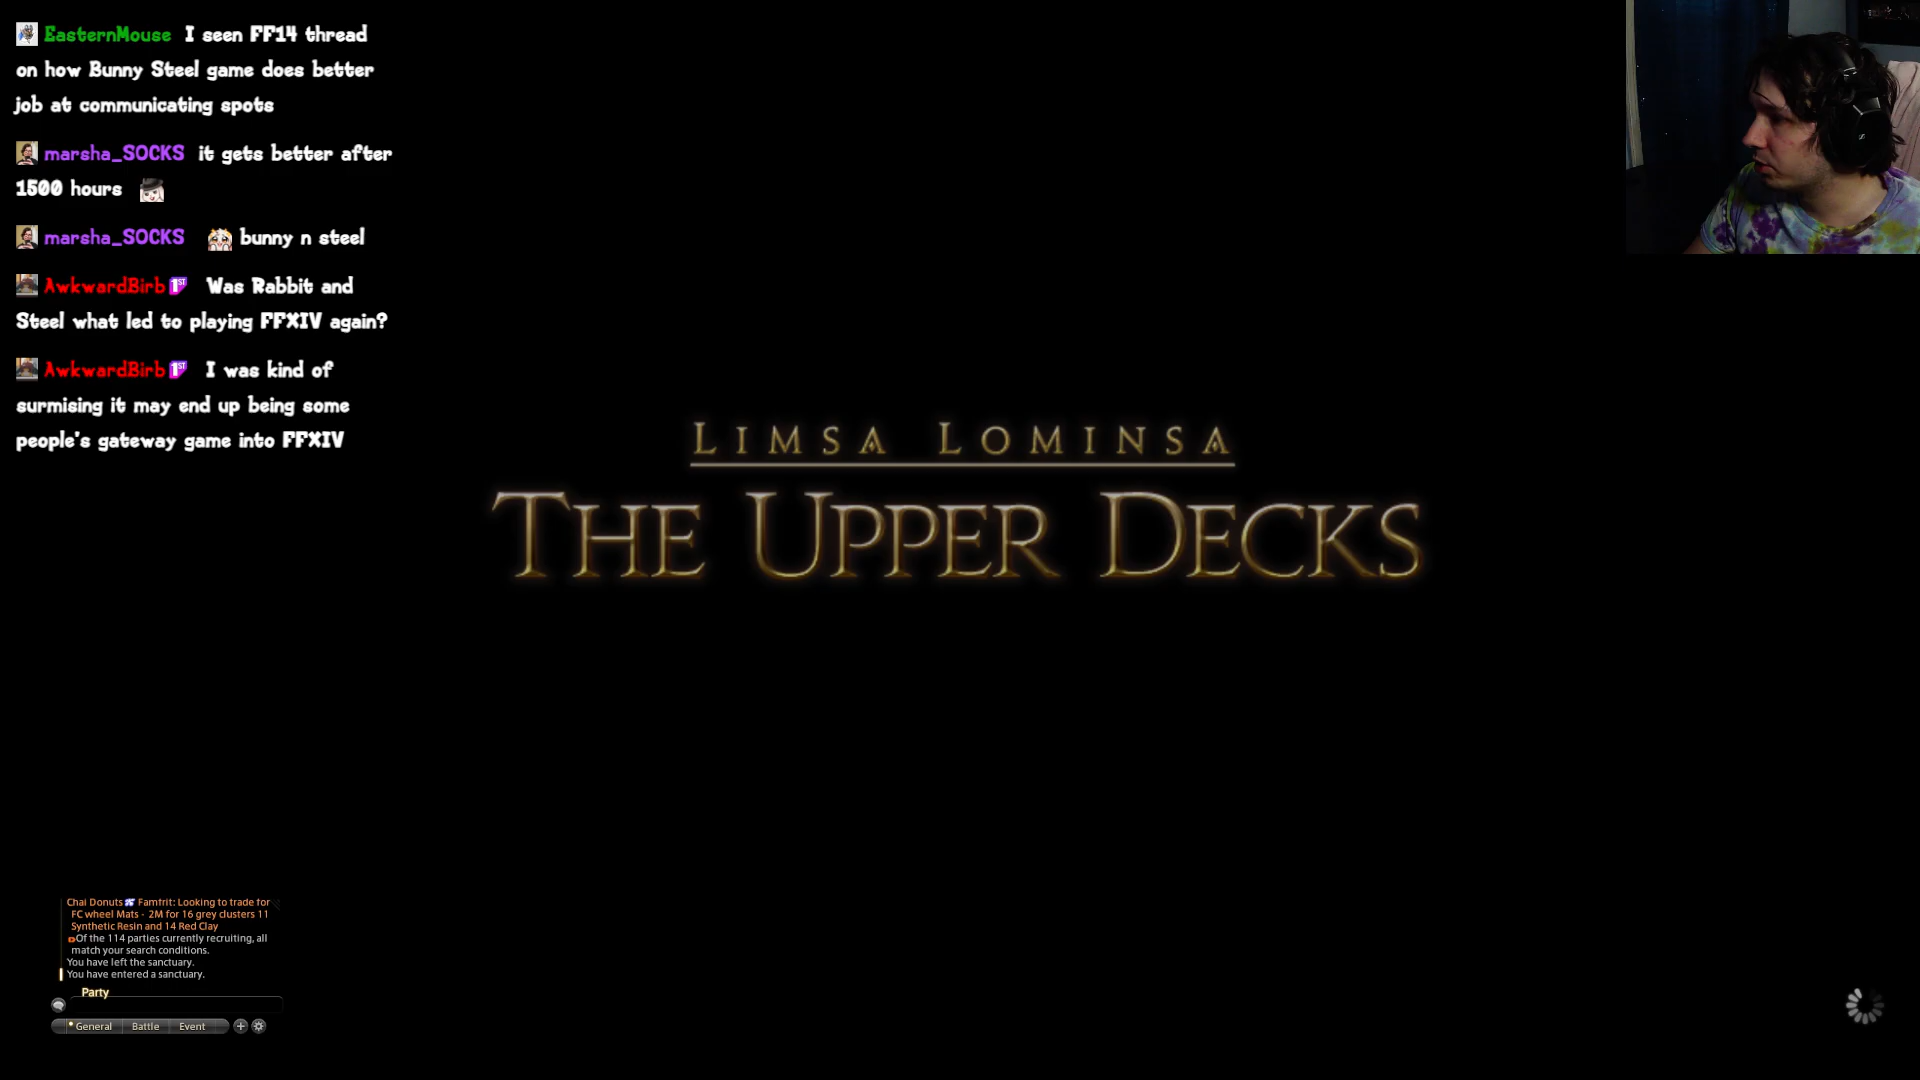 EasternMouse I seen FF14 thread
on how Bunny Steel game does better
job at communicating spots
marsha_SOCKS it gets better after
1500 hours
marsha_SOCKS bunny n steel
AwkwardBirb 1ST Was Rabbit and
Steel what led to playing FFXIV again?
AwkwardBirb 1ST I was kind of
surmising it may end up being some
people's gateway game into FFXIV
LIMSA LOMINSA
THE UPPER DECKS
Chai Donuts Famfrit: Looking to trade for
FC wheel Mats - 2M for 16 grey clusters 11
Synthetic Resin and 14 Red Clay
Of the 114 parties currently recruiting, all
match your search conditions.
You have left the sanctuary.
You have entered a sanctuary.
Party
General Battle Event